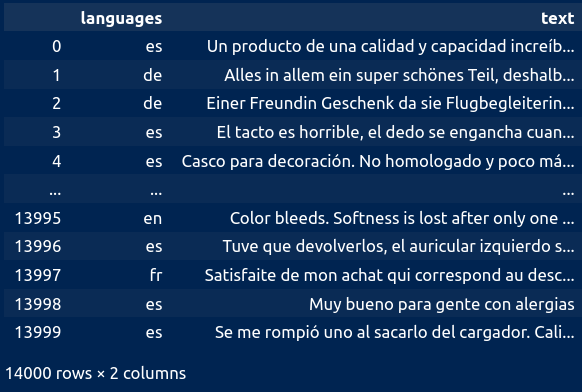 languages text
0 es Un producto de una calidad y capacidad increíb...
1 de Alles in allem ein super schönes Teil, deshalb...
2 de Einer Freundin Geschenk da sie Flugbegleiterin...
3 es El tacto es horrible, el dedo se engancha cuan...
4 es Casco para decoración. No homologado y poco má...
... ... ...
13995 en Color bleeds. Softness is lost after only one ...
13996 es Tuve que devolverlos, el auricular izquierdo s...
13997 fr Satisfaite de mon achat qui correspond au desc...
13998 es Muy bueno para gente con alergias
13999 es Se me rompió uno al sacarlo del cargador. Cali...
14000 rows × 2 columns